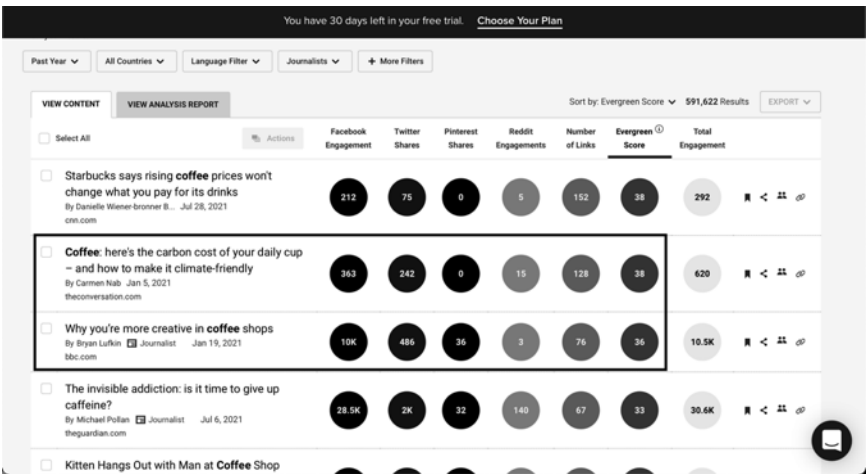 You have 30 days left in your free trial. Choose Your Plan
Past Year All Countries Language Filter Journalists + More Filters
VIEW CONTENT VIEW ANALYSIS REPORT Sort by: Evergreen Score 591,622 Results EXPORT
Select All Actions Facebook Engagement Twitter Shares Pinterest Shares Reddit Engagements Number of Links Evergreen Score Total Engagement
Starbucks says rising coffee prices won't
change what you pay for its drinks
By Danielle Wiener-bronner B... Jul 28, 2021
cnn.com
212 75 0 5 152 38 292
Coffee: here's the carbon cost of your daily cup
– and how to make it climate-friendly
By Carmen Nab Jan 5, 2021
theconversation.com
363 242 0 15 128 38 620
Why you're more creative in coffee shops
By Bryan Lufkin Journalist Jan 19, 2021
bbc.com
10K 486 36 3 76 36 10.5K
The invisible addiction: is it time to give up
caffeine?
By Michael Pollan Journalist Jul 6, 2021
theguardian.com
28.5K 2K 32 140 67 33 30.6K
Kitten Hangs Out with Man at Coffee Shop